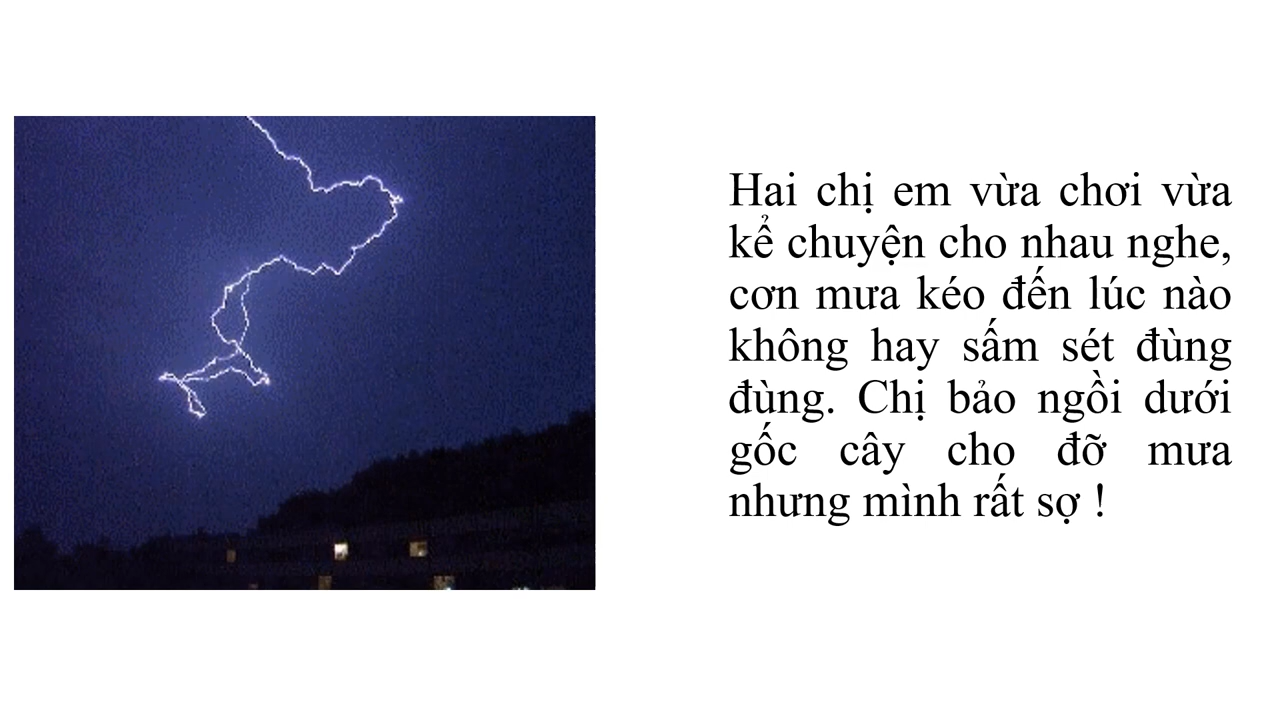 Hai chị em vừa chơi vừa
kể chuyện cho nhau nghe,
cơn mưa kéo đến lúc nào
không hay sấm sét đùng
đùng. Chị bảo ngồi dưới
gốc cây cho đỡ mưa
nhưng mình rất sợ !